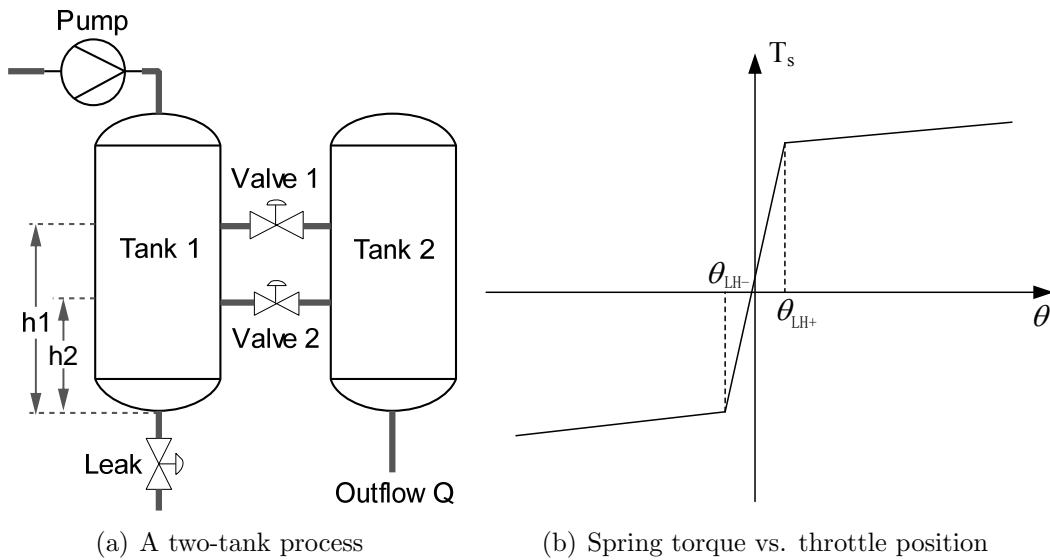 Pump
Valve 1
Tank 1
Tank 2
h1
h2
Valve 2
Leak
Outflow Q
(a) A two-tank process
Tₛ
θLH−
θLH+
θ
(b) Spring torque vs. throttle position